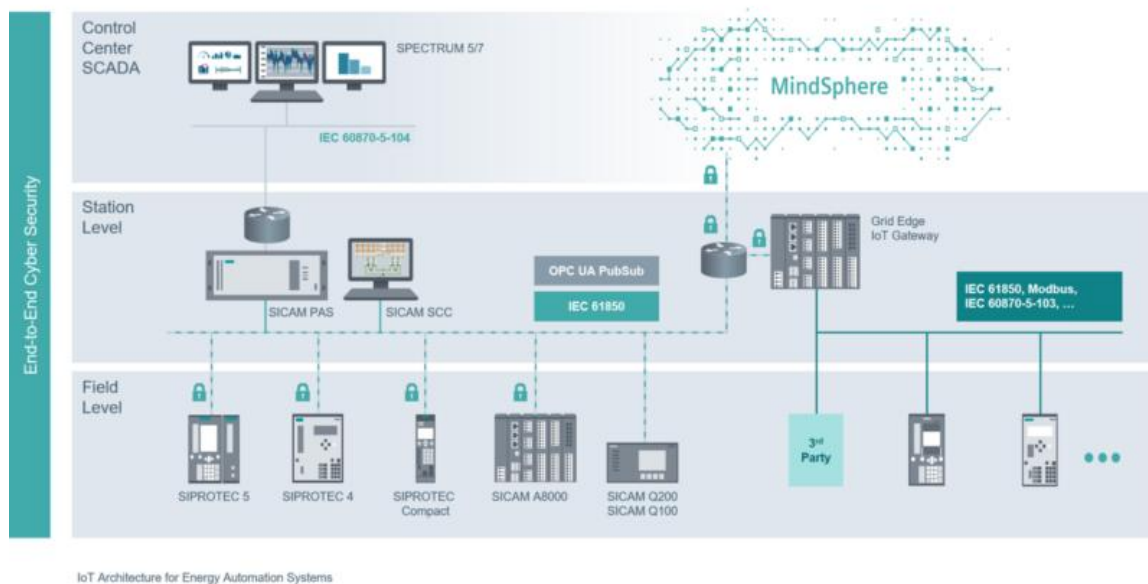 End-to-End Cyber Security
Control
Center
SCADA
SPECTRUM 5/7
IEC 60870-5-104
MindSphere
Station
Level
SICAM PAS
SICAM SCC
OPC UA PubSub
IEC 61850
Grid Edge
IoT Gateway
IEC 61850, Modbus,
IEC 60870-5-103, ...
Field
Level
SIPROTEC 5
SIPROTEC 4
SIPROTEC
Compact
SICAM A8000
SICAM Q200
SICAM Q100
3rd
Party
IoT Architecture for Energy Automation Systems